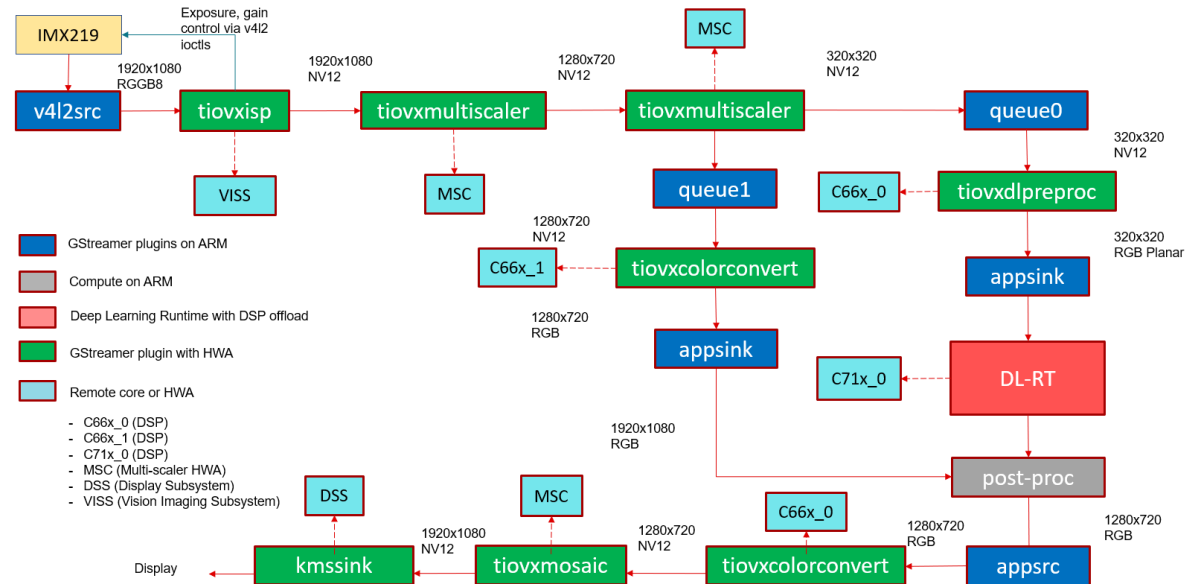 Exposure, gain
control via v4l2
ioctls
IMX219
MSC
1920x1080
RGGB8
1920x1080
NV12
1280x720
NV12
320x320
NV12
v4l2src
tiovxisp
tiovxmultiscaler
tiovxmultiscaler
queue0
320x320
NV12
VISS
MSC
queue1
C66x_0
tiovxdlpreproc
1280x720
NV12
320x320
RGB Planar
GStreamer plugins on ARM
C66x_1
tiovxcolorconvert
appsink
Compute on ARM
1280x720
RGB
Deep Learning Runtime with DSP offload
appsink
GStreamer plugin with HWA
C71x_0
DL-RT
Remote core or HWA
- C66x_0 (DSP)
- C66x_1 (DSP)
- C71x_0 (DSP)
- MSC (Multi-scaler HWA)
- DSS (Display Subsystem)
- VISS (Vision Imaging Subsystem)
1920x1080
RGB
post-proc
DSS
MSC
C66x_0
1920x1080
NV12
1280x720
NV12
1280x720
RGB
1280x720
RGB
Display
kmssink
tiovxmosaic
tiovxcolorconvert
appsrc